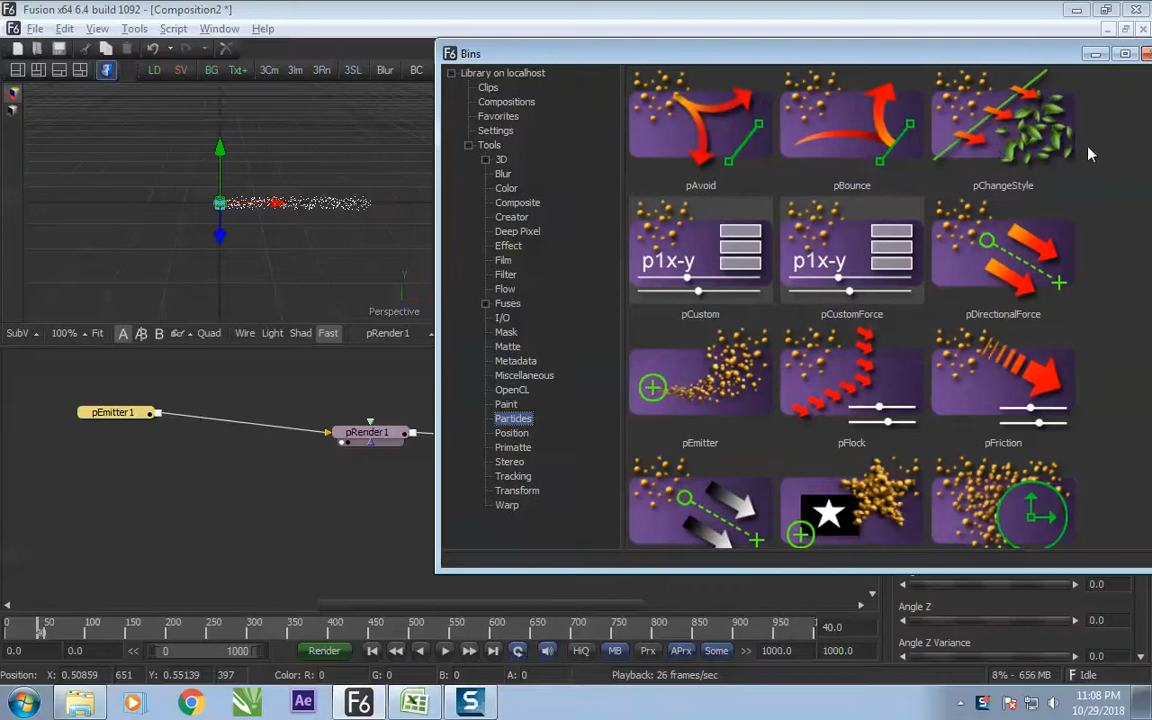 Fusion x64 6.4 build 1092 - [Composition2 *]
File Edit View Tools Script Window Help
LD SV BG Txt+ 3Cm 3Im 3Rn 3SL Blur BC
Perspective
SubV 100% Fit A B Quad Wire Light Shad Fast pRender1
pEmitter1
pRender1
Bins
Library on localhost
Clips
Compositions
Favorites
Settings
Tools
3D
Blur
Color
Composite
Creator
Deep Pixel
Effect
Film
Filter
Flow
Fuses
I/O
Mask
Matte
Metadata
Miscellaneous
OpenCL
Paint
Particles
Position
Primatte
Stereo
Tracking
Transform
Warp
pAvoid pBounce pChangeStyle
p1x-y p1x-y
pCustom pCustomForce pDirectionalForce
pEmitter pFlock pFriction
0.0
Angle Z
0.0
Angle Z Variance
0.0
0 50 100 150 200 250 300 350 400 450 500 550 600 650 700 750 800 850 900 950 40.0
0.0 0.0 << 0 1000 Render HiQ MB Prx APrx Some >> 1000.0 1000.0
Position: X: 0.50859 651 Y: 0.55139 397 Color: R: 0 G: 0 B: 0 A: 0 Playback: 26 frames/sec 8% - 656 MB Idle
11:08 PM
10/29/2018